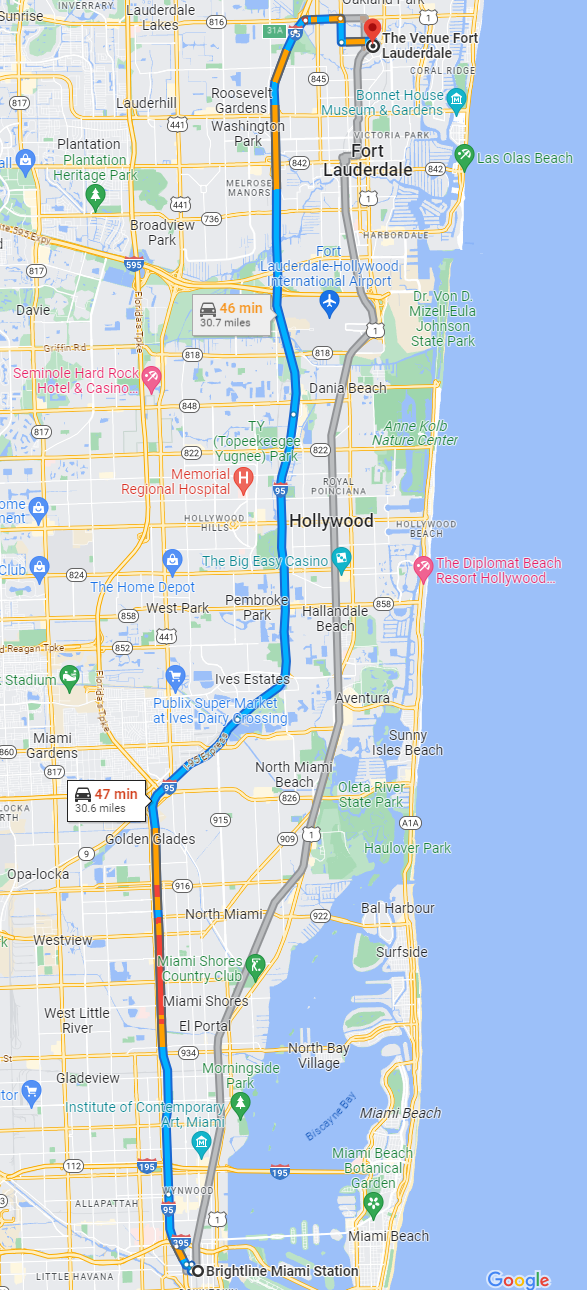 Oakland Park
INVERRARY
Lauderdale
Lakes
Sunrise
816
1
31A
95
The Venue Fort
Lauderdale
CORAL RIDGE
845
817
Roosevelt
Gardens
Bonnet House
Museum & Gardens
Lauderhill
441
Washington
Park
VICTORIA PARK
Plantation
Plantation
Heritage Park
Fort
Lauderdale
Las Olas Beach
842
842
MELROSE
MANORS
441
1
736
Broadview
Park
HARBORDALE
595
Florida's Tpke
Fort
Lauderdale-Hollywood
International Airport
817
Davie
46 min
30.7 miles
Dr. Von D.
Mizell-Eula
Johnson
State Park
1
Griffin Rd
818
818
Seminole Hard Rock
Hotel & Casino...
Dania Beach
848
817
TY
(Topeekeegee
Yugnee) Park
Anne Kolb
Nature Center
822
822
Memorial
Regional Hospital
ROYAL
POINCIANA
95
HOLLYWOOD
HILLS
Hollywood
HOLLYWOOD
BEACH
The Big Easy Casino
The Diplomat Beach
Resort Hollywood...
Club
824
The Home Depot
Pembroke
Park
West Park
858
858
Hallandale
Beach
441
852
d Reagan Tpke
Stadium
Florida's Tpke
Ives Estates
Publix Super Market
at Ives Dairy Crossing
Aventura
Miami
Gardens
860
Sunny
Isles Beach
North Miami
Beach
817
47 min
30.6 miles
95
826
Oleta River
State Park
915
A1A
909
1
Golden Glades
Haulover Park
9
Opa-locka
916
Bal Harbour
North Miami
922
Westview
Surfside
Miami Shores
Country Club
Miami Shores
West Little
River
El Portal
934
North Bay
Village
Gladeview
Morningside
Park
Institute of Contemporary
Art, Miami
Biscayne Bay
Miami Beach
Miami Beach
Botanical
Garden
112
195
195
WYNWOOD
ALLAPATTAH
95
1
395
Miami Beach
Brightline Miami Station
LITTLE HAVANA
Google